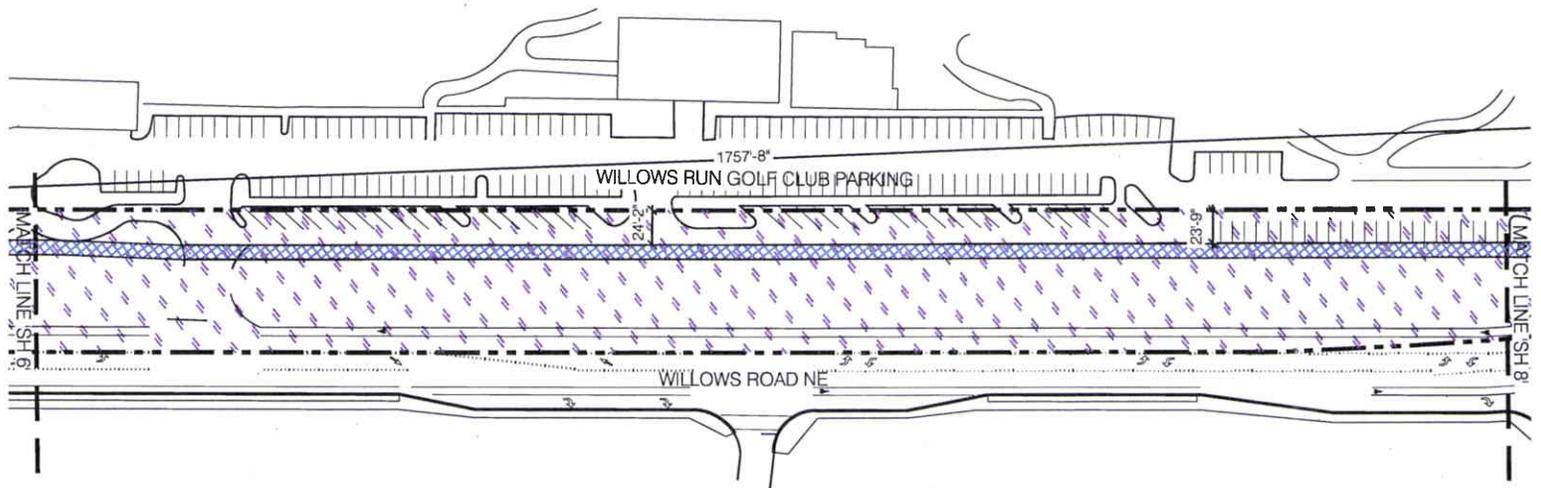 1757'-8"
WILLOWS RUN GOLF CLUB PARKING
24'-2"
23'-9"
MATCH LINE SH 6'
MATCH LINE SH 8'
WILLOWS ROAD NE